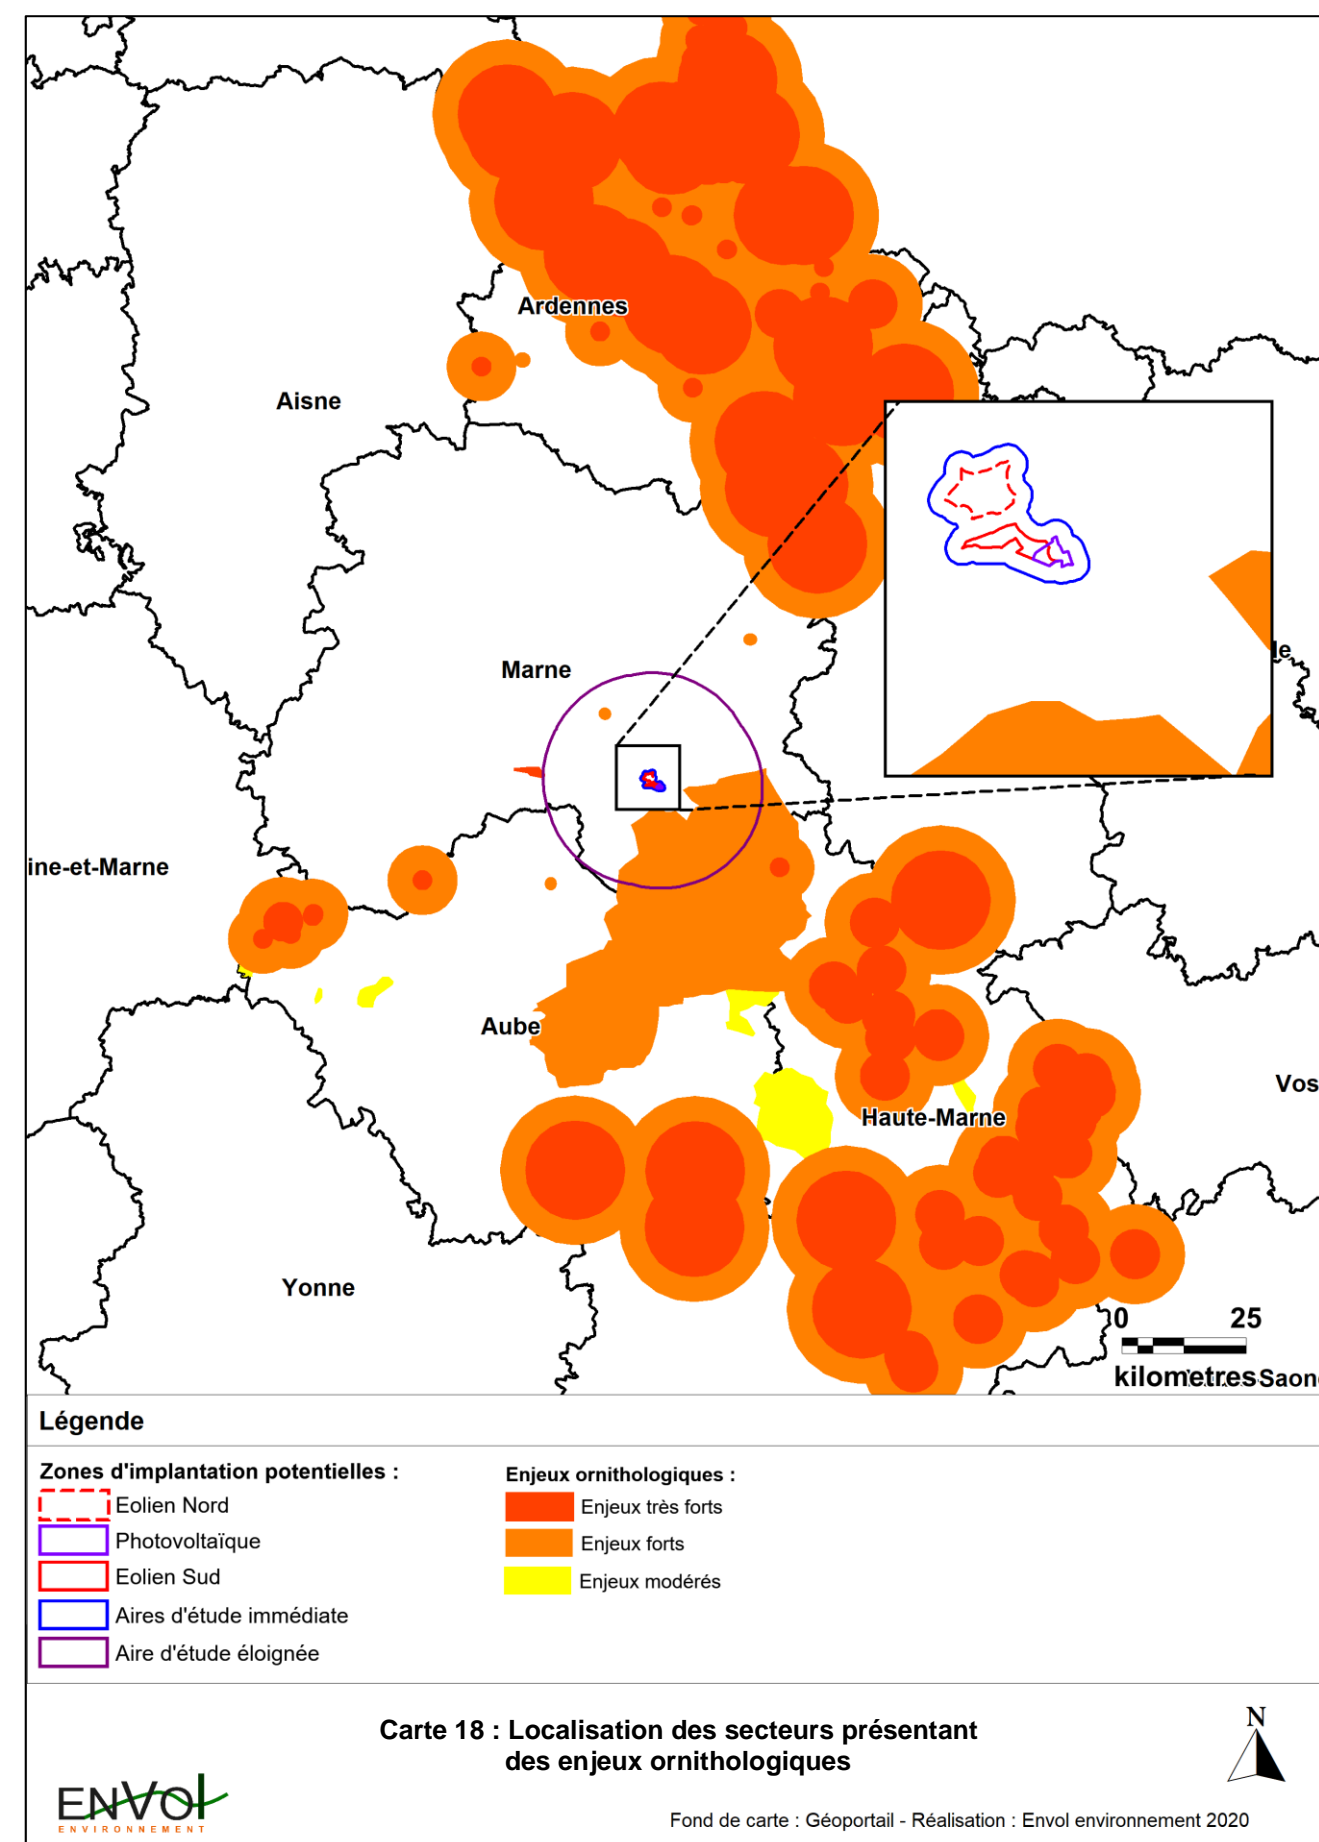 Ardennes
Aisne
Marne
le
ine-et-Marne
Aube
Vos
Haute-Marne
Yonne
0 25
kilometres
Saon
Légende
Zones d'implantation potentielles :
Eolien Nord
Photovoltaïque
Eolien Sud
Aires d'étude immédiate
Aire d'étude éloignée
Enjeux ornithologiques :
Enjeux très forts
Enjeux forts
Enjeux modérés
Carte 18 : Localisation des secteurs présentant
des enjeux ornithologiques
N
ENVOl
ENVIRONNEMENT
Fond de carte : Géoportail - Réalisation : Envol environnement 2020